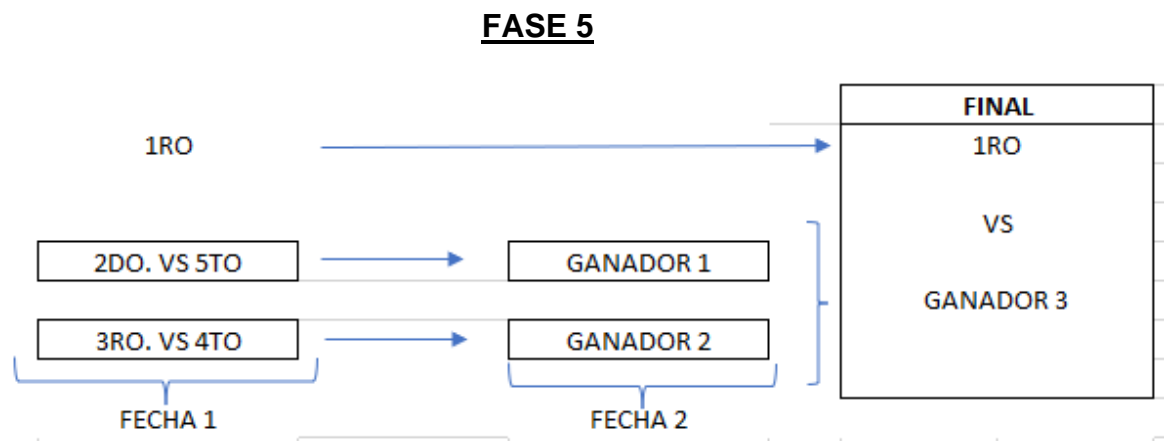 FASE 5
FINAL
1RO
1RO
VS
2DO. VS 5TO
GANADOR 1
GANADOR 3
3RO. VS 4TO
GANADOR 2
FECHA 1
FECHA 2